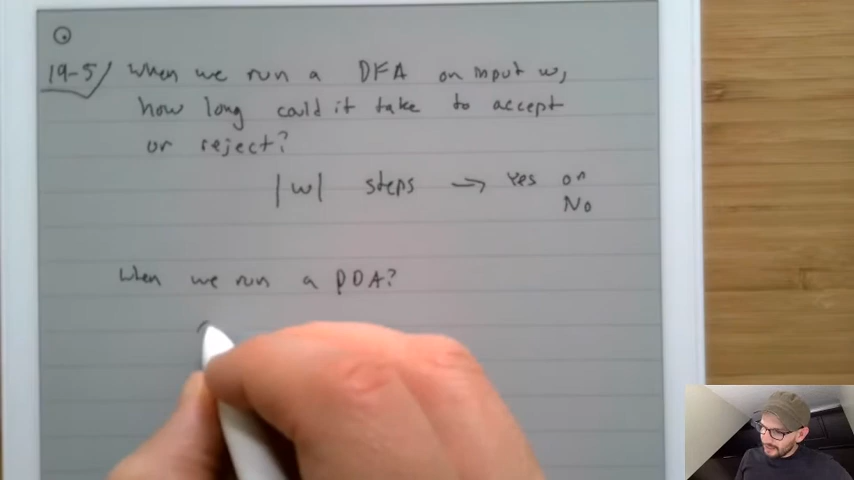 19-5/ When we run a DFA on input w,
how long could it take to accept
or reject?
|w| steps → Yes or
No
When we run a PDA?